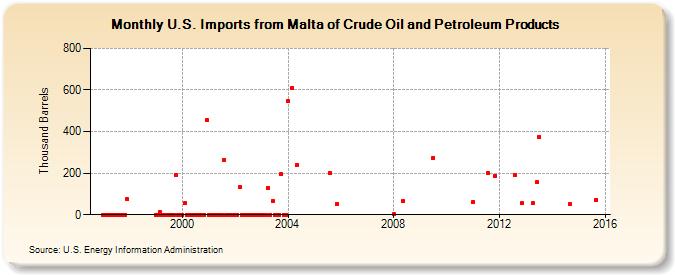 Monthly U.S. Imports from Malta of Crude Oil and Petroleum Products
Thousand Barrels
800
600
400
200
0
2000 2004 2008 2012 2016
Source: U.S. Energy Information Administration